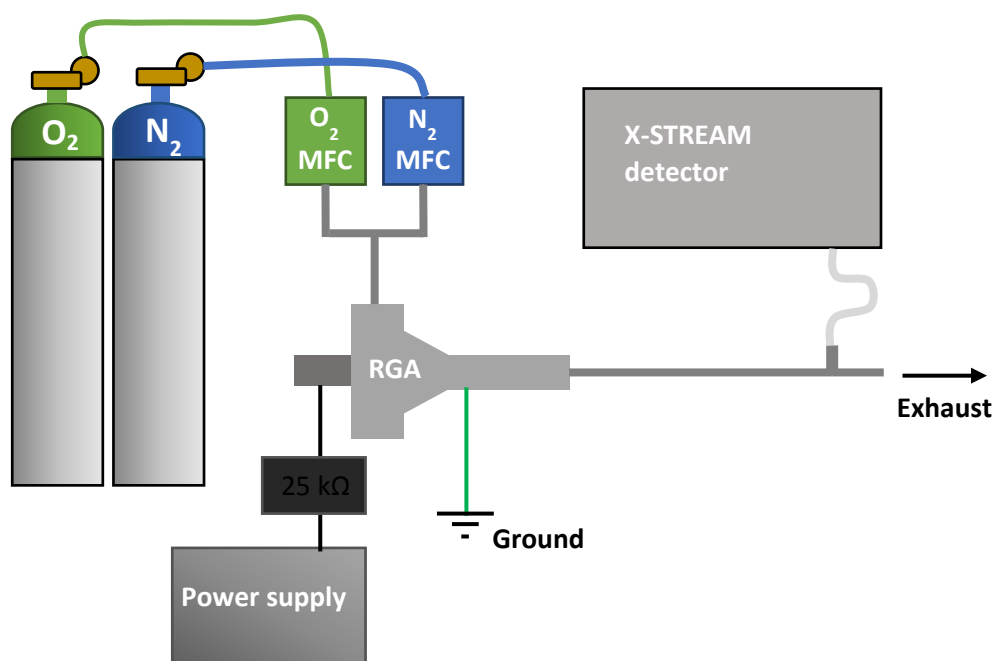 O₂
N₂
O₂
MFC
N₂
MFC
X-STREAM
detector
RGA
Exhaust
25 kΩ
Ground
Power supply